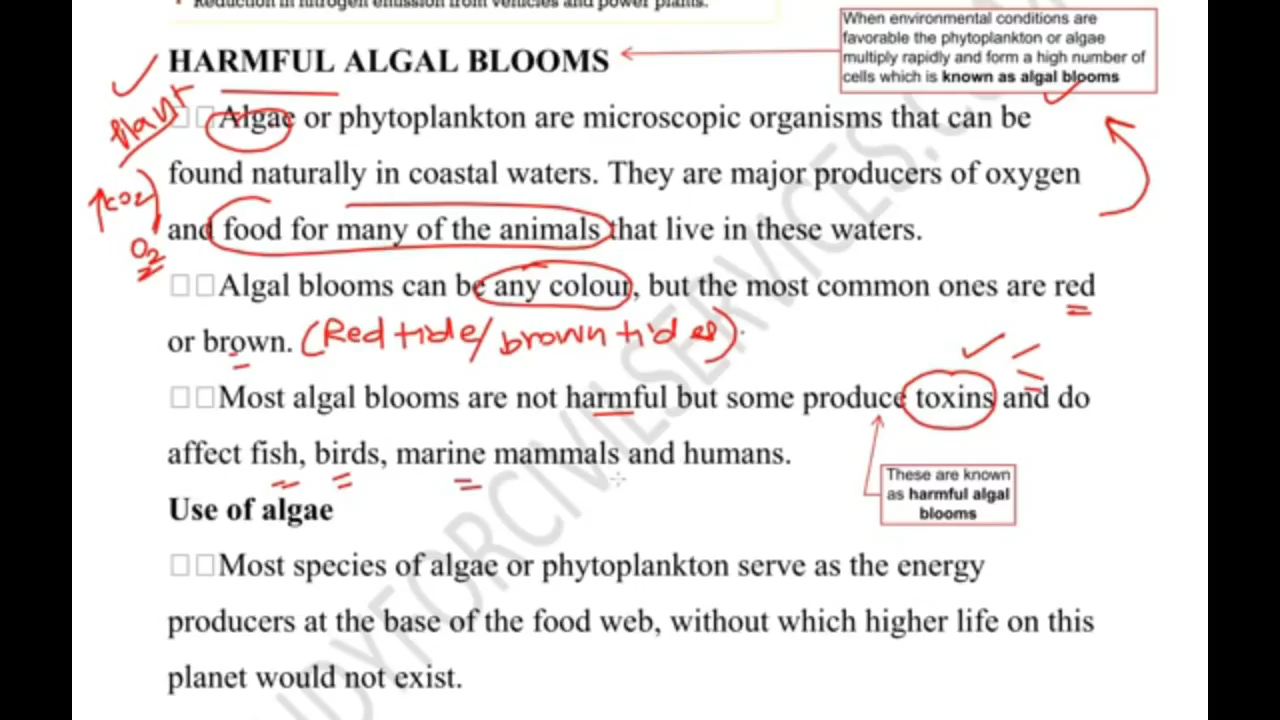 Reduction in nitrogen emission from vehicles and power plants.
When environmental conditions are
favorable the phytoplankton or algae
multiply rapidly and form a high number of
cells which is known as algal blooms
HARMFUL ALGAL BLOOMS
Plant
Algae or phytoplankton are microscopic organisms that can be
found naturally in coastal waters. They are major producers of oxygen
↑CO2
and food for many of the animals that live in these waters.
O2
Algal blooms can be any colour, but the most common ones are red
or brown. (Red tide/brown tides)
Most algal blooms are not harmful but some produce toxins and do
affect fish, birds, marine mammals and humans.
These are known
as harmful algal
blooms
Use of algae
Most species of algae or phytoplankton serve as the energy
producers at the base of the food web, without which higher life on this
planet would not exist.
UDYFORCIVILSERVICES.CO